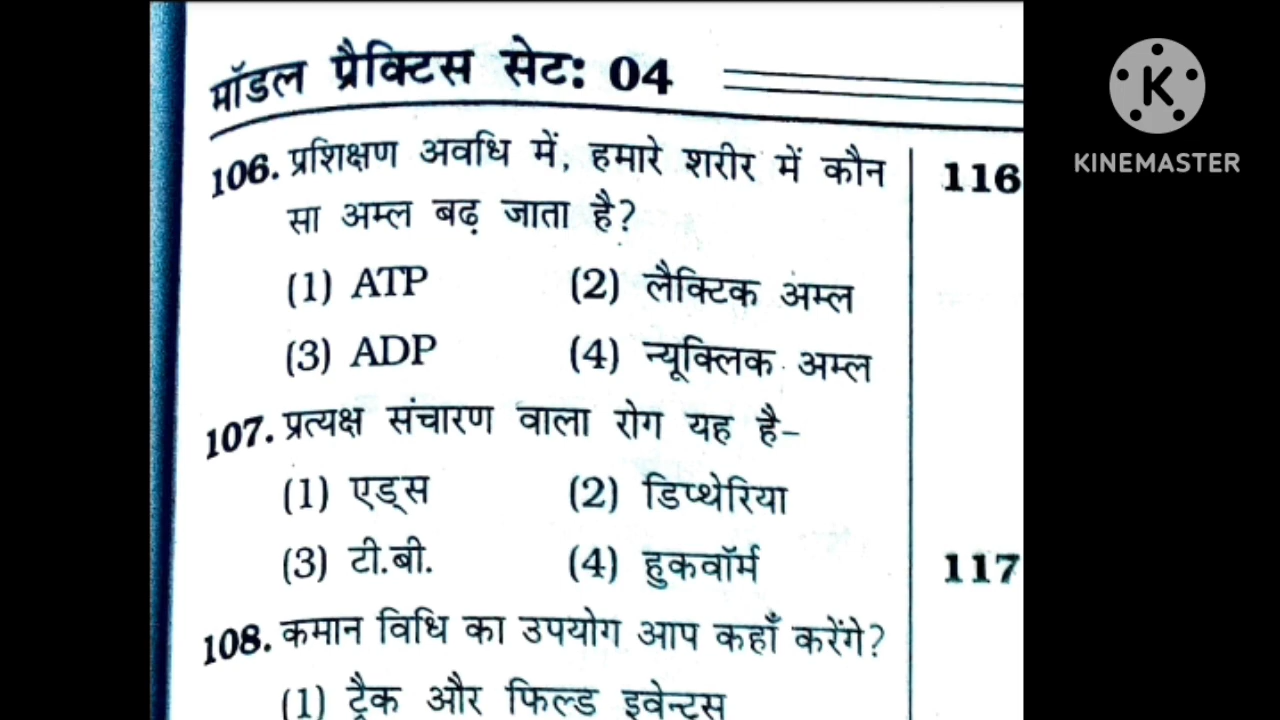 मॉडल प्रैक्टिस सेट: 04
K
KINEMASTER
106. प्रशिक्षण अवधि में, हमारे शरीर में कौन
सा अम्ल बढ़ जाता है?
(1) ATP (2) लैक्टिक अम्ल
(3) ADP (4) न्यूक्लिक अम्ल
107. प्रत्यक्ष संचारण वाला रोग यह है–
(1) एड्स (2) डिप्थेरिया
(3) टी.बी. (4) हुकवॉर्म
108. कमान विधि का उपयोग आप कहाँ करेंगे?
(1) ट्रैक और फिल्ड इवेन्ट्स
116
117